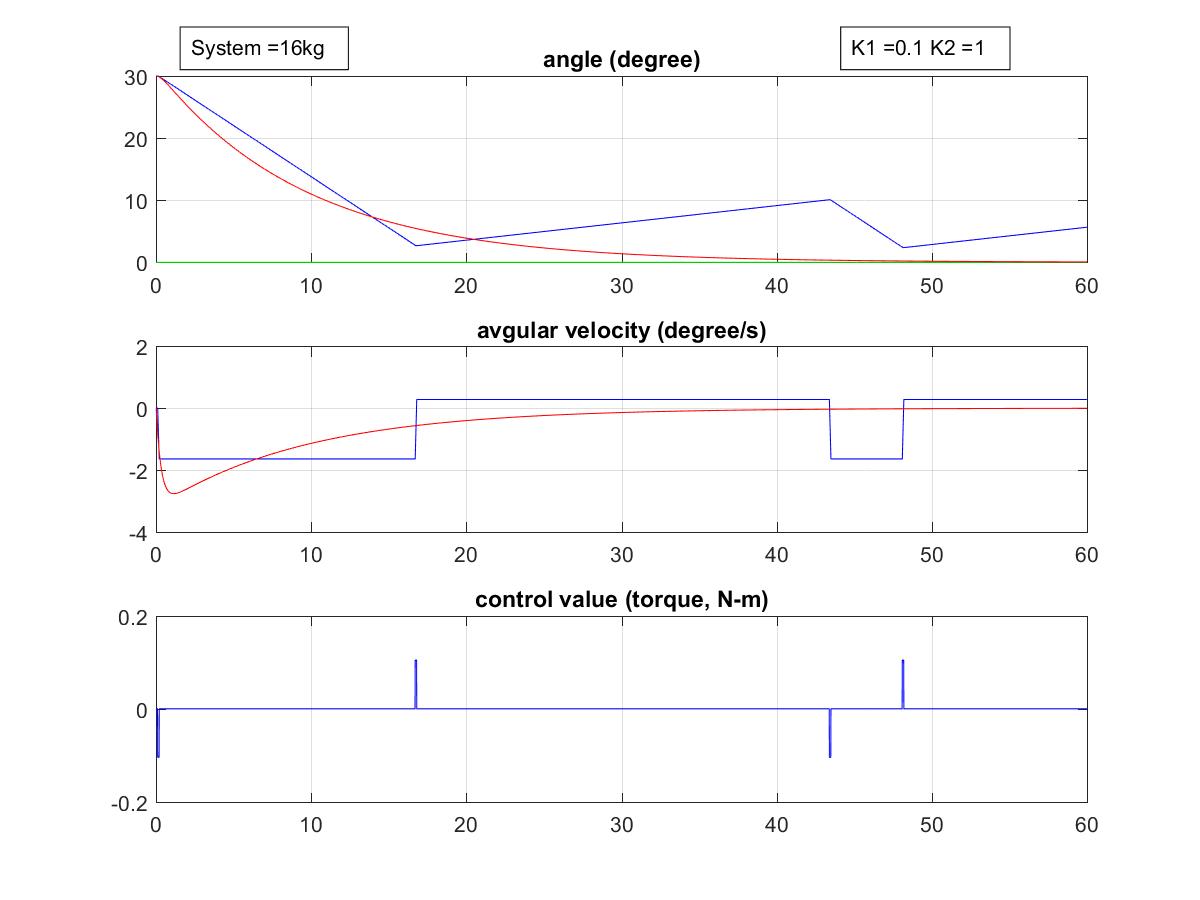 System =16kg
K1 =0.1 K2 =1
angle (degree)
30
20
10
0
0 10 20 30 40 50 60
avgular velocity (degree/s)
2
0
-2
-4
0 10 20 30 40 50 60
control value (torque, N-m)
0.2
0
-0.2
0 10 20 30 40 50 60